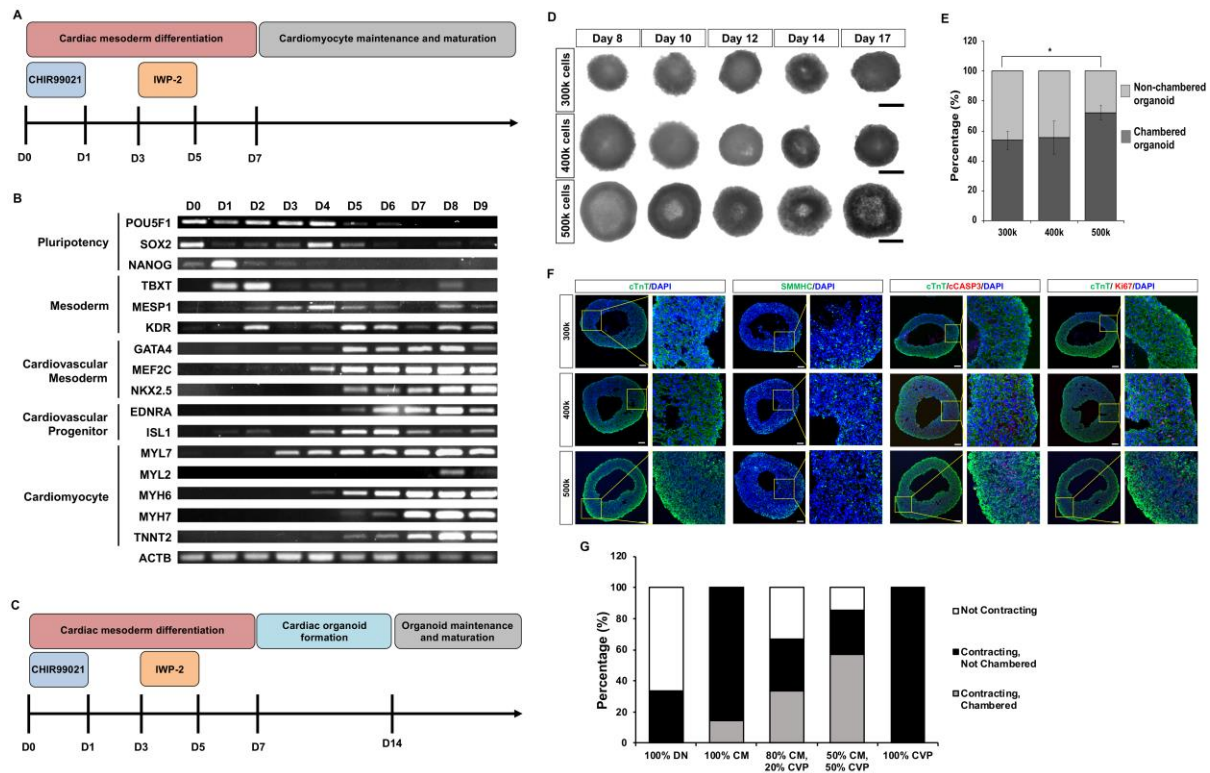 A
Cardiac mesoderm differentiation
Cardiomyocyte maintenance and maturation
CHIR99021
IWP-2
D0
D1
D3
D5
D7
B
D0 D1 D2 D3 D4 D5 D6 D7 D8 D9
Pluripotency
POU5F1
SOX2
NANOG
Mesoderm
TBXT
MESP1
KDR
Cardiovascular
Mesoderm
GATA4
MEF2C
NKX2.5
Cardiovascular
Progenitor
EDNRA
ISL1
Cardiomyocyte
MYL7
MYL2
MYH6
MYH7
TNNT2
ACTB
C
Cardiac mesoderm differentiation
Cardiac organoid
formation
Organoid maintenance
and maturation
CHIR99021
IWP-2
D0
D1
D3
D5
D7
D14
D
Day 8
Day 10
Day 12
Day 14
Day 17
300k cells
400k cells
500k cells
E
Percentage (%)
120
100
80
60
40
20
0
*
300k
400k
500k
Non-chambered
organoid
Chambered
organoid
F
cTnT/DAPI
SMMHC/DAPI
cTnT/cCASP3/DAPI
cTnT/ Ki67/DAPI
300k
400k
500k
G
Percentage (%)
120
100
80
60
40
20
0
100% DN
100% CM
80% CM,
20% CVP
50% CM,
50% CVP
100% CVP
Not Contracting
Contracting,
Not Chambered
Contracting,
Chambered